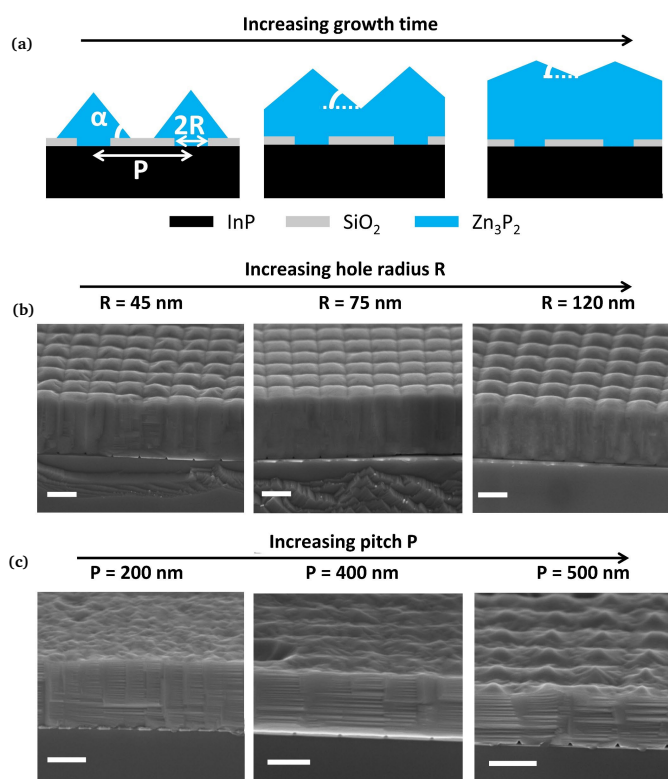 Increasing growth time
(a)
α
2R
P
InP
SiO₂
Zn₃P₂
Increasing hole radius R
(b)
R = 45 nm
R = 75 nm
R = 120 nm
Increasing pitch P
(c)
P = 200 nm
P = 400 nm
P = 500 nm